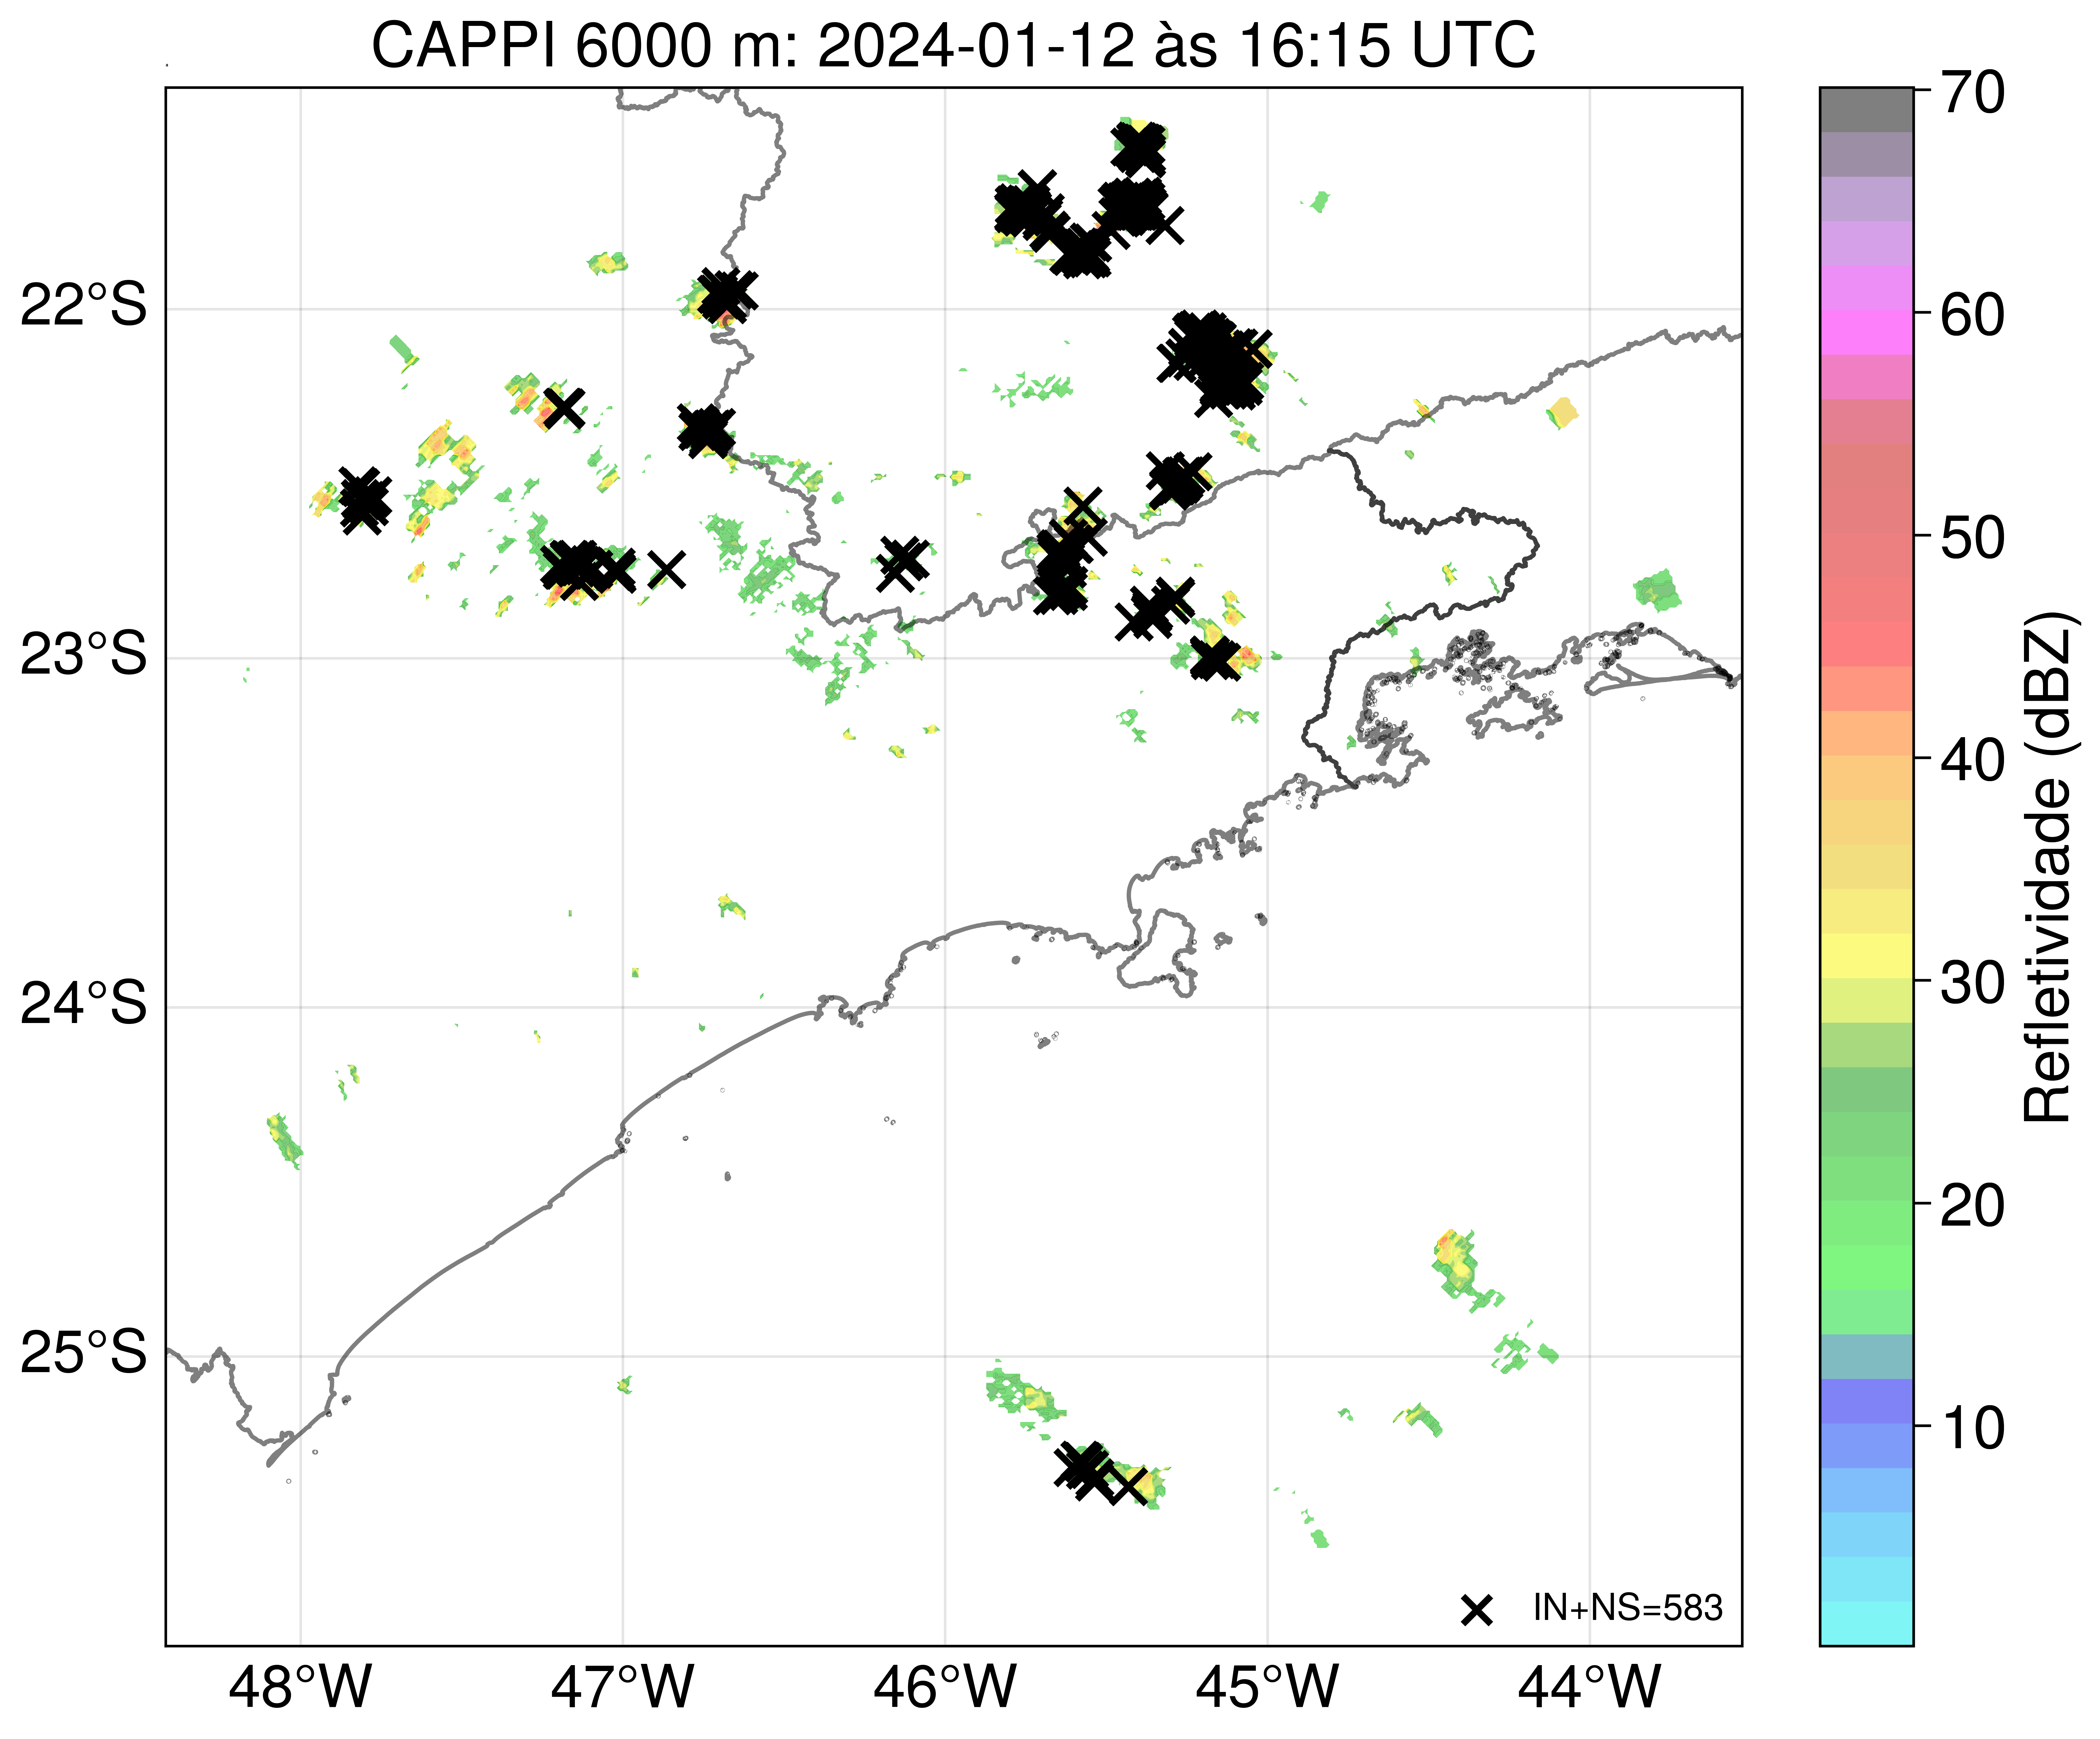 CAPPI 6000 m: 2024-01-12 às 16:15 UTC
22°S
23°S
24°S
25°S
48°W
47°W
46°W
45°W
44°W
IN+NS=583
70
60
50
40
30
20
10
Refletividade (dBZ)